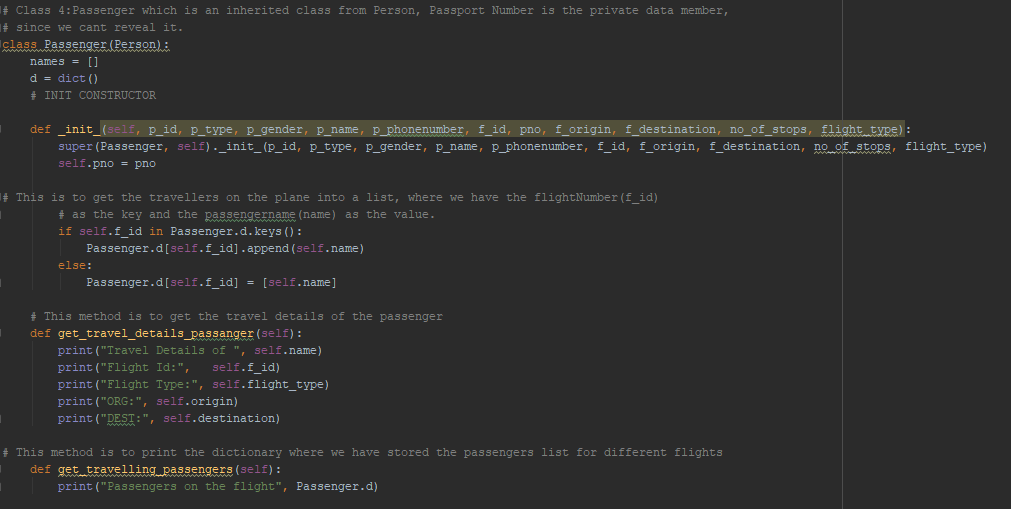 # Class 4:Passenger which is an inherited class from Person, Passport Number is the private data member,
# since we cant reveal it.
class Passenger(Person):
    names = []
    d = dict()
    # INIT CONSTRUCTOR

    def _init_(self, p_id, p_type, p_gender, p_name, p_phonenumber, f_id, pno, f_origin, f_destination, no_of_stops, flight_type):
        super(Passenger, self)._init_(p_id, p_type, p_gender, p_name, p_phonenumber, f_id, f_origin, f_destination, no_of_stops, flight_type)
        self.pno = pno

# This is to get the travellers on the plane into a list, where we have the flightNumber(f_id)
        # as the key and the passengername(name) as the value.
        if self.f_id in Passenger.d.keys():
            Passenger.d[self.f_id].append(self.name)
        else:
            Passenger.d[self.f_id] = [self.name]

    # This method is to get the travel details of the passenger
    def get_travel_details_passanger(self):
        print("Travel Details of ", self.name)
        print("Flight Id:",   self.f_id)
        print("Flight Type:", self.flight_type)
        print("ORG:", self.origin)
        print("DEST:", self.destination)

# This method is to print the dictionary where we have stored the passengers list for different flights
    def get_travelling_passengers(self):
        print("Passengers on the flight", Passenger.d)